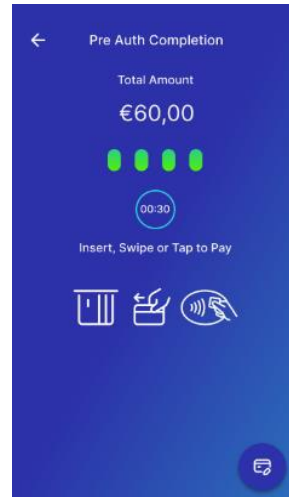 Pre Auth Completion
Total Amount
€60,00
00:30
Insert, Swipe or Tap to Pay